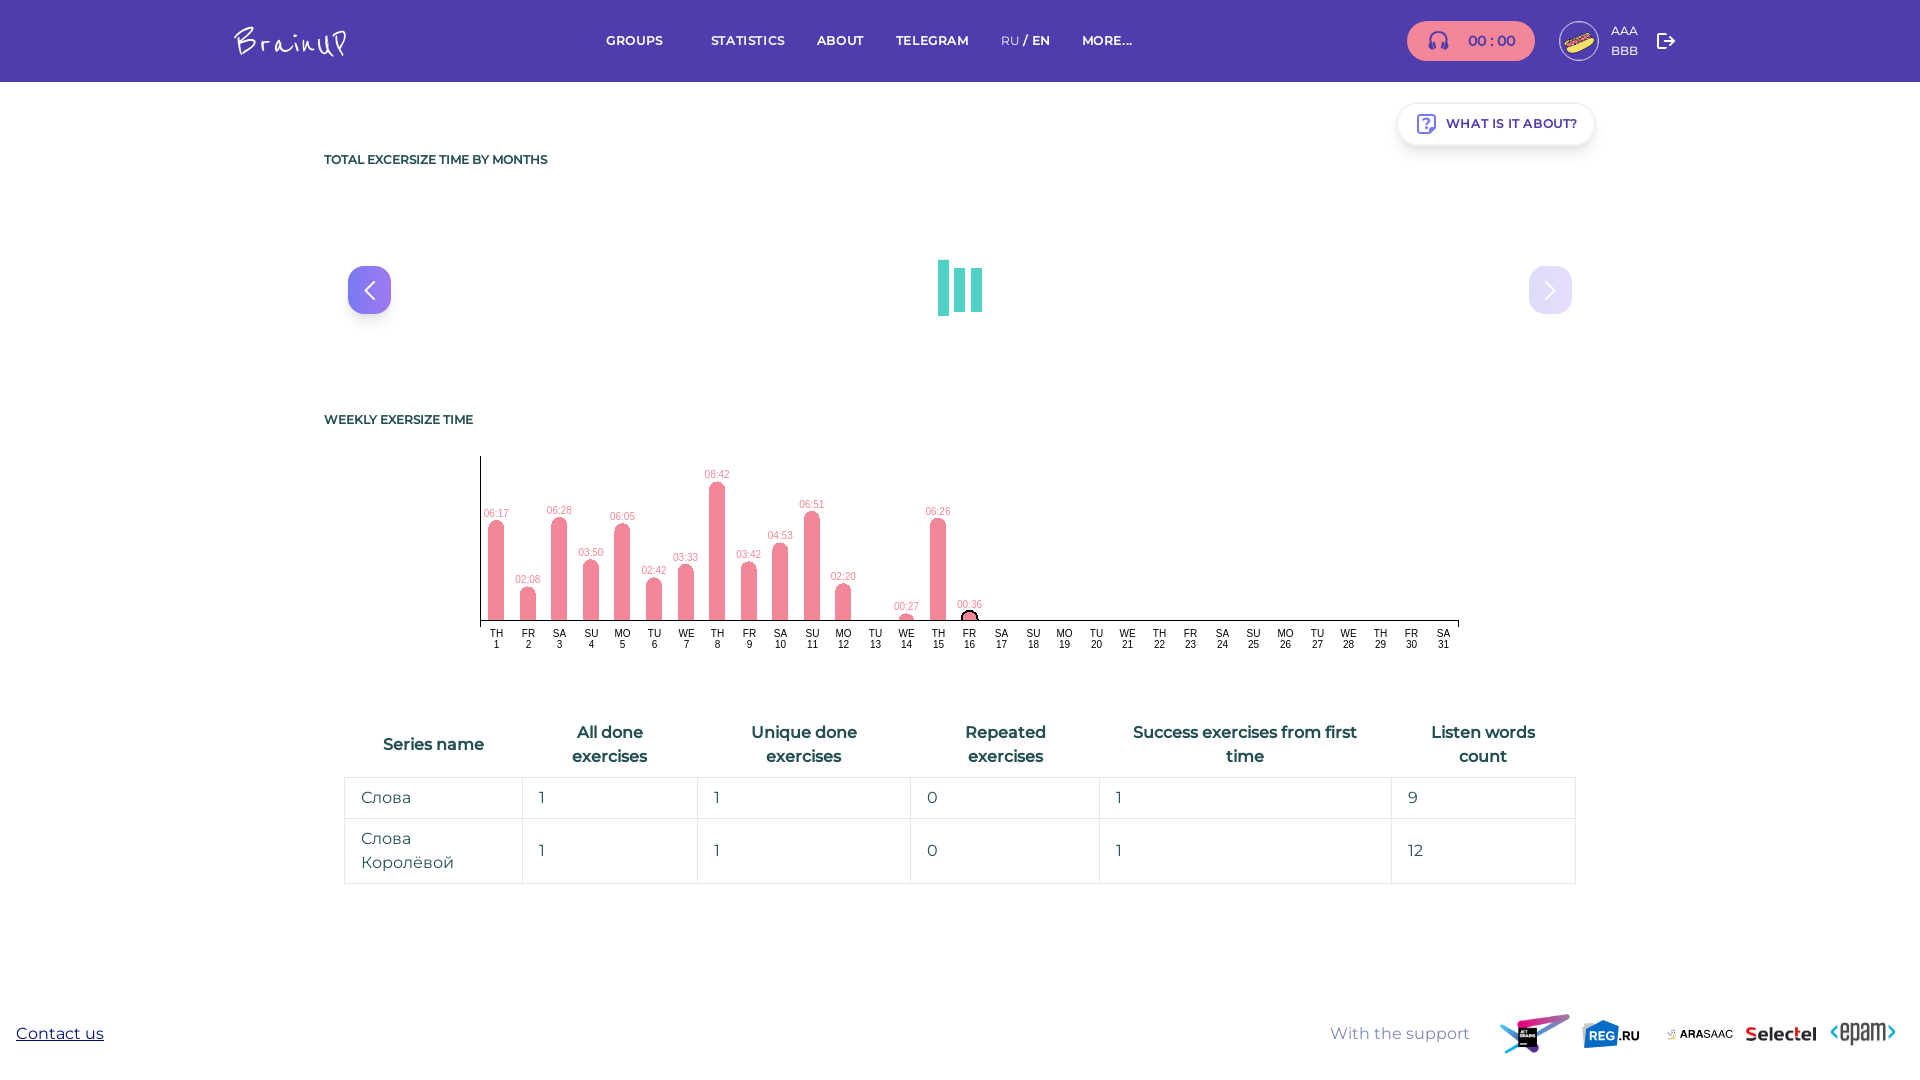 BrainUP
GROUPS STATISTICS ABOUT TELEGRAM RU / EN MORE...
00 : 00
AAA
BBB
WHAT IS IT ABOUT?
TOTAL EXCERSIZE TIME BY MONTHS
WEEKLY EXERSIZE TIME
06:17 02:08 06:28 03:50 06:05 02:42 03:33 08:42 03:42 04:53 06:51 02:20 00:27 06:26 00:36
TH FR SA SU MO TU WE TH FR SA SU MO TU WE TH FR SA SU MO TU WE TH FR SA SU MO TU WE TH FR SA
1 2 3 4 5 6 7 8 9 10 11 12 13 14 15 16 17 18 19 20 21 22 23 24 25 26 27 28 29 30 31
Series name All done exercises Unique done exercises Repeated exercises Success exercises from first time Listen words count
Слова 1 1 0 1 9
Слова Королёвой 1 1 0 1 12
Contact us
With the support
JET BRAINS
REG.RU
ARASAAC
Selectel
<epam>